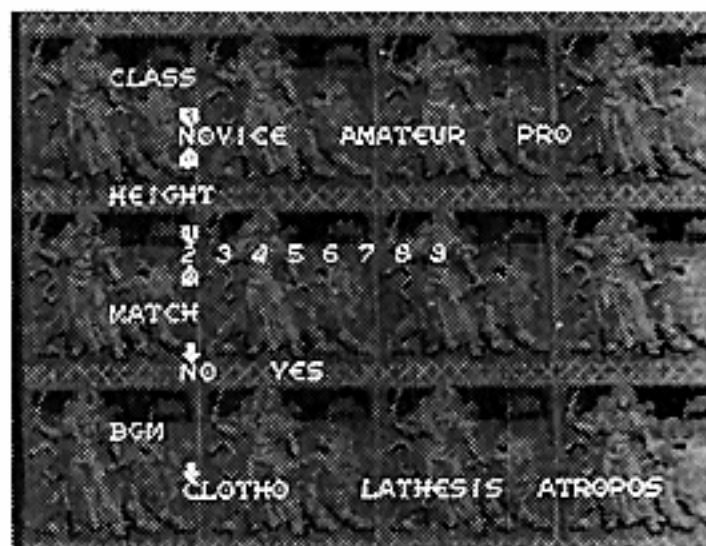 CLASS
NOVICE AMATEUR PRO
HEIGHT
2 3 4 5 6 7 8 9
MATCH
NO YES
BGM
CLOTHO LATHESIS ATROPOS